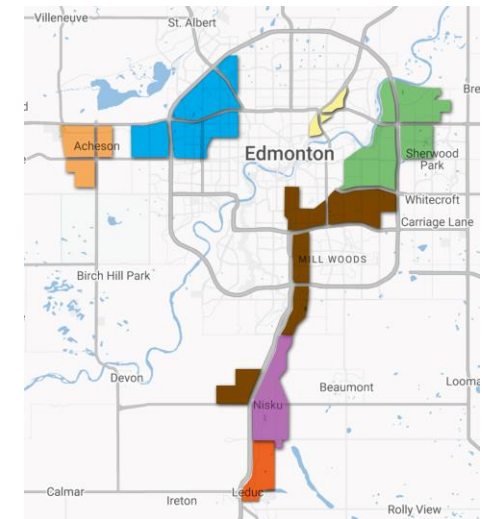 Villeneuve
St. Albert
Bre
d
Acheson
Edmonton
Sherwood
Park
Whitecroft
Carriage Lane
MILL WOODS
Birch Hill Park
Devon
Beaumont
Looma
Nisku
Calmar
Leduc
Ireton
Rolly View